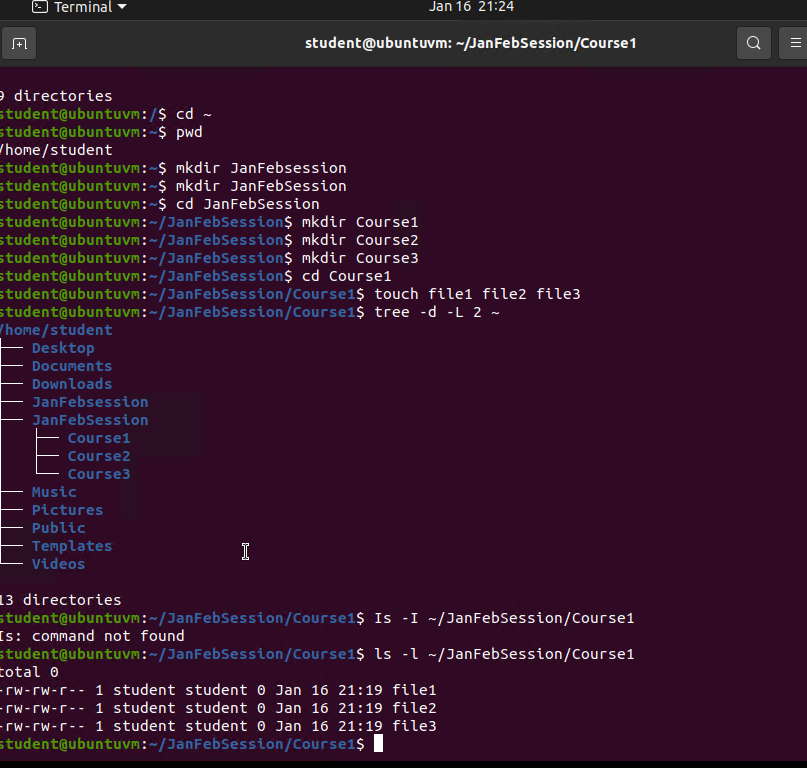 Terminal
Jan 16 21:24
student@ubuntuvm: ~/JanFebSession/Course1
9 directories
student@ubuntuvm:/$ cd ~
student@ubuntuvm:~$ pwd
/home/student
student@ubuntuvm:~$ mkdir JanFebsession
student@ubuntuvm:~$ mkdir JanFebSession
student@ubuntuvm:~$ cd JanFebSession
student@ubuntuvm:~/JanFebSession$ mkdir Course1
student@ubuntuvm:~/JanFebSession$ mkdir Course2
student@ubuntuvm:~/JanFebSession$ mkdir Course3
student@ubuntuvm:~/JanFebSession$ cd Course1
student@ubuntuvm:~/JanFebSession/Course1$ touch file1 file2 file3
student@ubuntuvm:~/JanFebSession/Course1$ tree -d -L 2 ~
/home/student
├── Desktop
├── Documents
├── Downloads
├── JanFebsession
├── JanFebSession
│   ├── Course1
│   ├── Course2
│   └── Course3
├── Music
├── Pictures
├── Public
├── Templates
└── Videos
13 directories
student@ubuntuvm:~/JanFebSession/Course1$ Is -I ~/JanFebSession/Course1
Is: command not found
student@ubuntuvm:~/JanFebSession/Course1$ ls -l ~/JanFebSession/Course1
total 0
-rw-rw-r-- 1 student student 0 Jan 16 21:19 file1
-rw-rw-r-- 1 student student 0 Jan 16 21:19 file2
-rw-rw-r-- 1 student student 0 Jan 16 21:19 file3
student@ubuntuvm:~/JanFebSession/Course1$